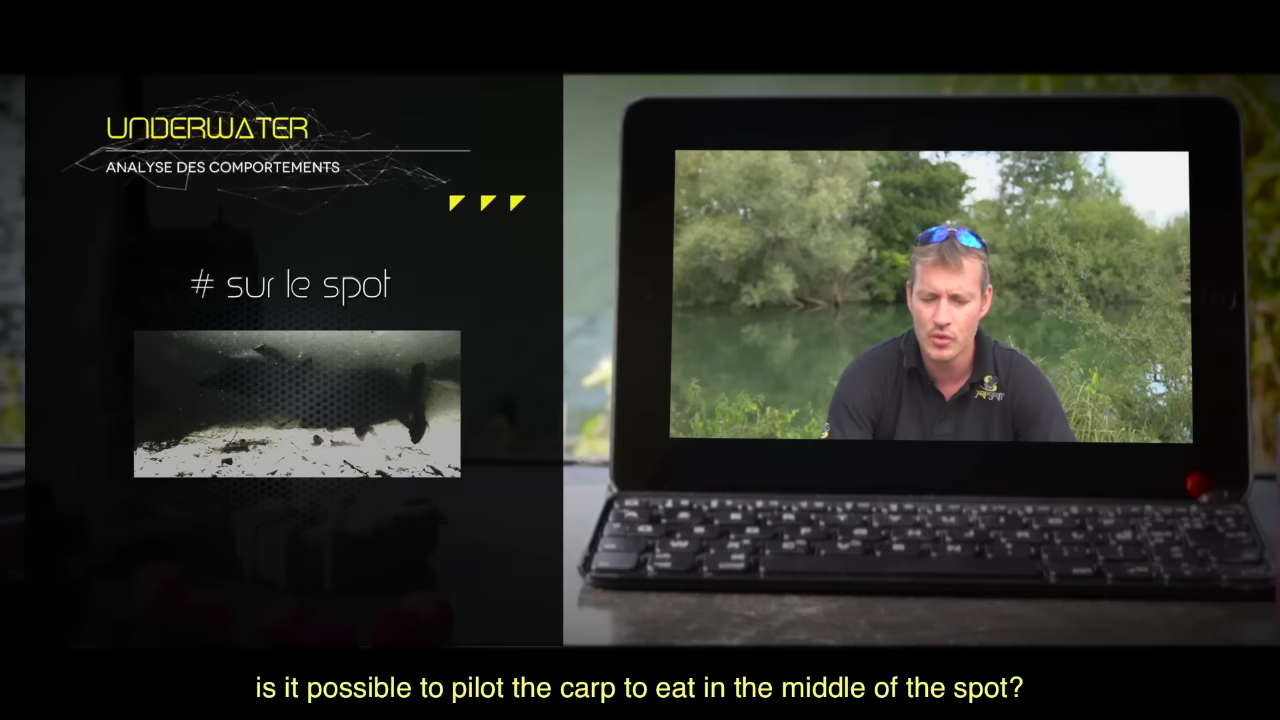 UNDERWATER
ANALYSE DES COMPORTEMENTS
# sur le spot
is it possible to pilot the carp to eat in the middle of the spot?